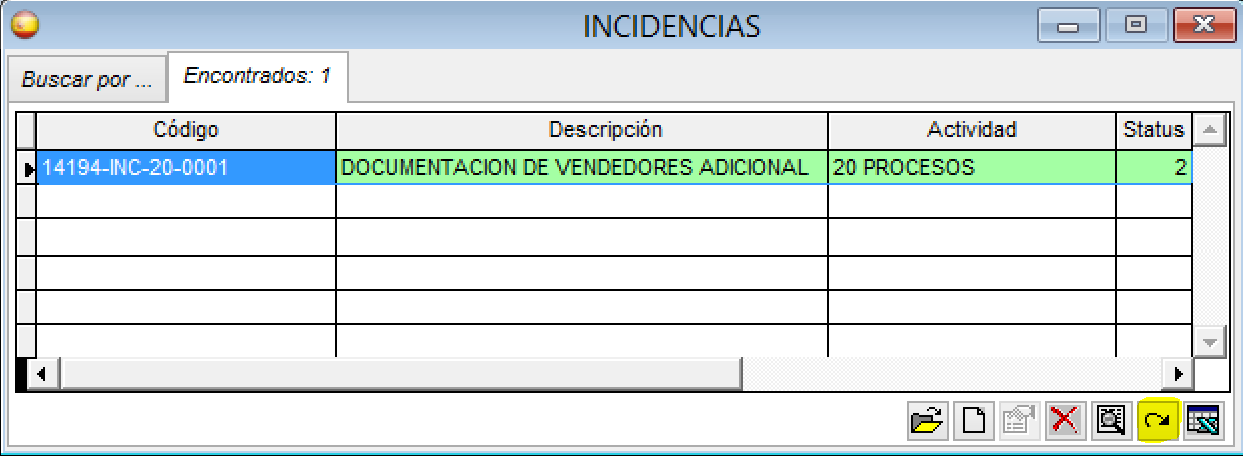 INCIDENCIAS
Buscar por ... Encontrados: 1
Código Descripción Actividad Status
14194-INC-20-0001 DOCUMENTACION DE VENDEDORES ADICIONAL 20 PROCESOS 2